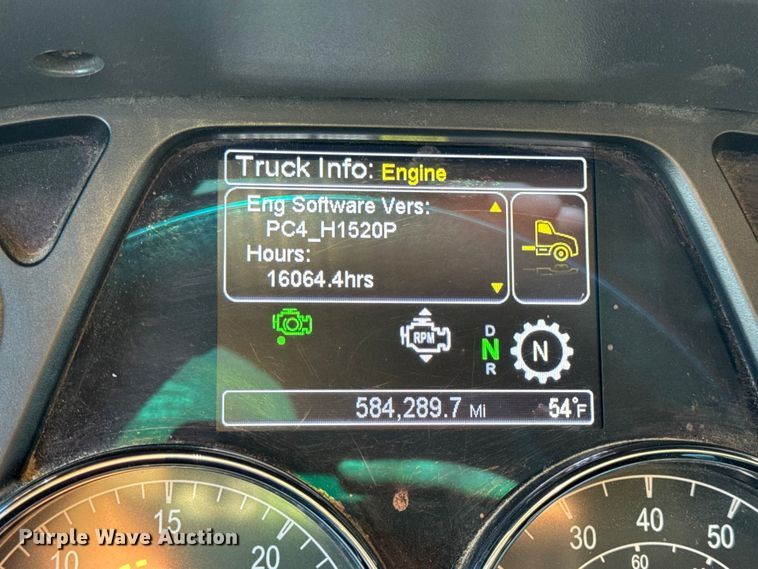 Truck Info: Engine
Eng Software Vers:
PC4_H1520P
Hours:
16064.4hrs
RPM
D
N
R
N
584,289.7 Mi
54°F
10 15 20
30 40 50
60 80
Purple Wave Auction